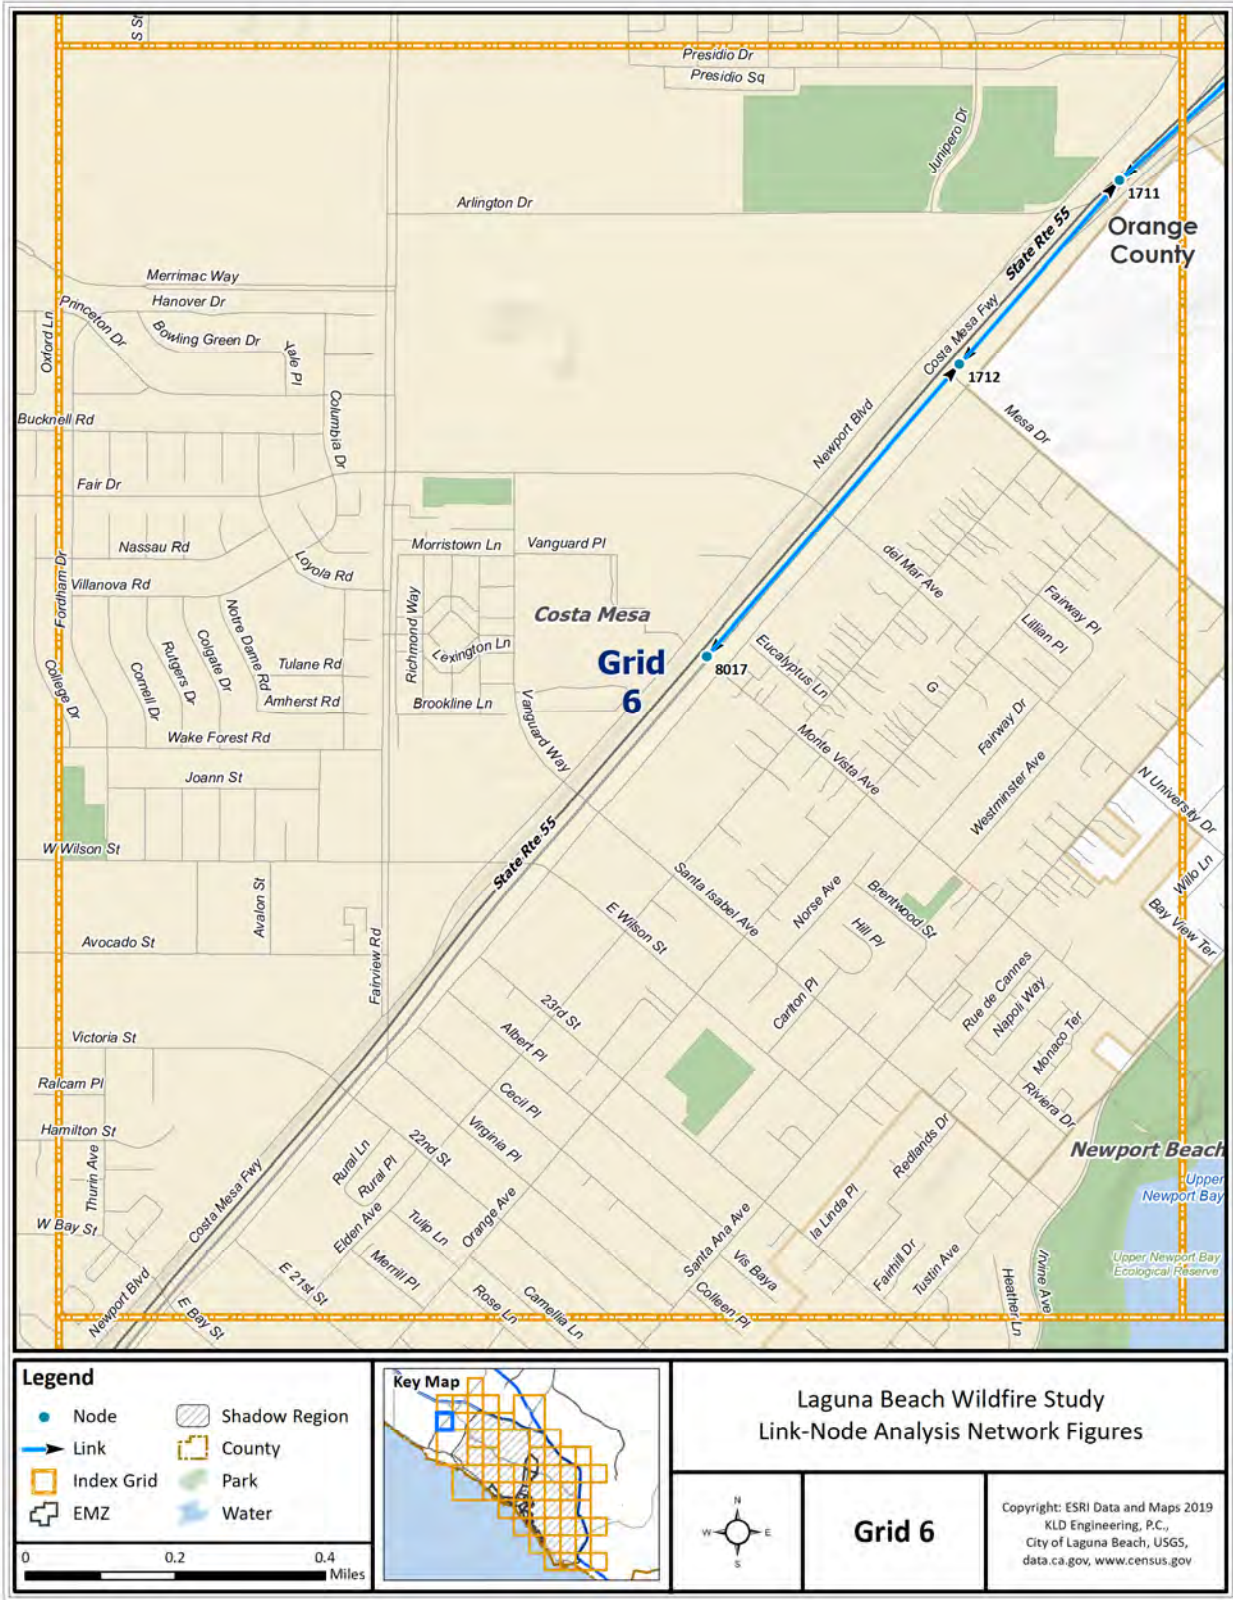 S St
Presidio Dr
Presidio Sq
Junipero Dr
Arlington Dr
1711
Orange
County
State Rte 55
Merrimac Way
Hanover Dr
Princeton Dr
Oxford Ln
Bowling Green Dr
Yale Pl
Costa Mesa Fwy
1712
Columbia Dr
Bucknell Rd
Newport Blvd
Mesa Dr
Fair Dr
Nassau Rd
Morristown Ln
Vanguard Pl
Loyola Rd
Villanova Rd
Fordham Dr
del Mar Ave
Fairway Pl
Lillian Pl
Richmond Way
Costa Mesa
Notre Dame Rd
Colgate Dr
Rutgers Dr
Cornell Dr
College Dr
Tulane Rd
Lexington Ln
Grid
6
8017
Eucalyptus Ln
G
Amherst Rd
Brookline Ln
Vanguard Way
Fairway Dr
Wake Forest Rd
Monte Vista Ave
Joann St
Westminster Ave
N University Dr
W Wilson St
State Rte 55
Willo Ln
Avalon St
Santa Isabel Ave
Norse Ave
Brentwood St
Bay View Ter
E Wilson St
Hill Pl
Avocado St
Fairview Rd
Rue de Cannes
Napoli Way
Carlton Pl
23rd St
Monaco Ter
Victoria St
Albert Pl
Ralcam Pl
Cecil Pl
Riviera Dr
Hamilton St
Virginia Pl
22nd St
Redlands Dr
Newport Beach
Rural Ln
Rural Pl
Thurin Ave
Costa Mesa Fwy
Upper
Newport Bay
W Bay St
Elden Ave
Tulip Ln
Orange Ave
la Linda Pl
Santa Ana Ave
Merrill Pl
Vis Baya
Fairhill Dr
Tustin Ave
Upper Newport Bay
Ecological Reserve
E 21st St
Newport Blvd
E Bay St
Rose Ln
Camellia Ln
Colleen Pl
Heather Ln
Irvine Ave
Legend
Node
Link
Index Grid
EMZ
Shadow Region
County
Park
Water
0 0.2 0.4
Miles
Key Map
Laguna Beach Wildfire Study
Link-Node Analysis Network Figures
N
W E
S
Grid 6
Copyright: ESRI Data and Maps 2019
KLD Engineering, P.C.,
City of Laguna Beach, USGS,
data.ca.gov, www.census.gov